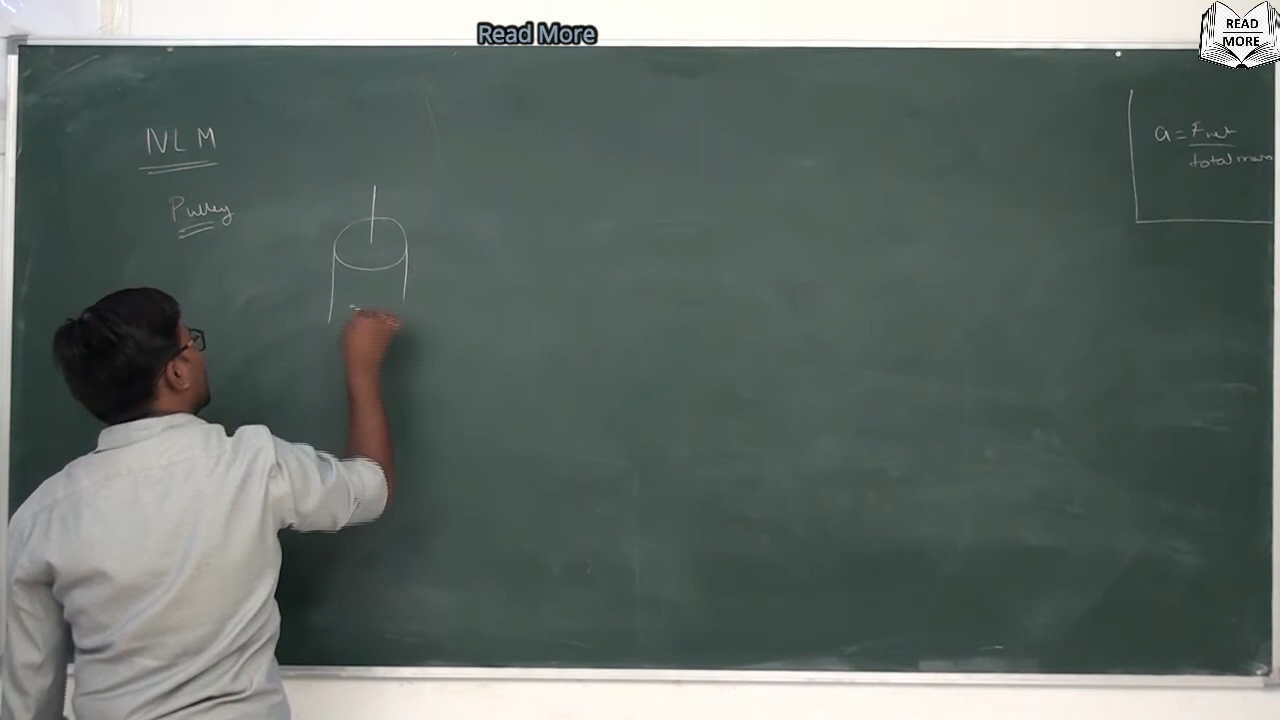 Read More
READ
MORE
NLM
Pulley
a = Fnet
total mass